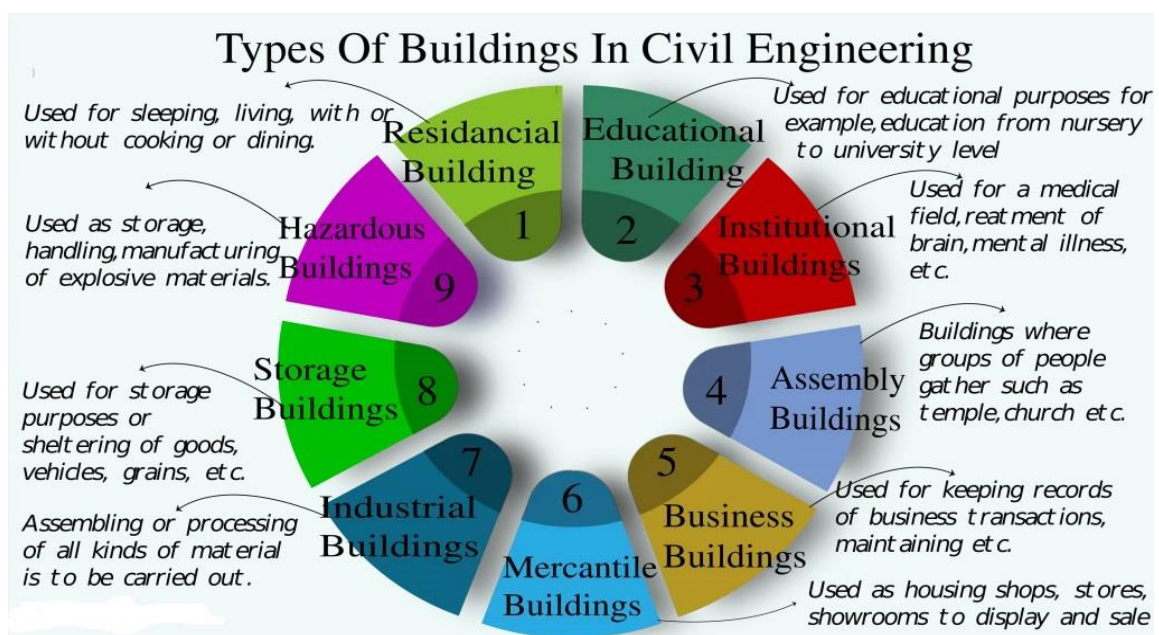 Types Of Buildings In Civil Engineering
Used for sleeping, living, with or
without cooking or dining.
Residancial
Building
1
Educational
Building
2
Used for educational purposes for
example,education from nursery
to university level
Institutional
Buildings
3
Used for a medical
field,reatment of
brain,mental illness,
etc.
Assembly
Buildings
4
Buildings where
groups of people
gather such as
temple,church etc.
Business
Buildings
5
Used for keeping records
of business transactions,
maintaining etc.
Mercantile
Buildings
6
Used as housing shops, stores,
showrooms to display and sale
Industrial
Buildings
7
Assembling or processing
of all kinds of material
is to be carried out.
Storage
Buildings
8
Used for storage
purposes or
sheltering of goods,
vehicles, grains, etc.
Hazardous
Buildings
9
Used as storage,
handling,manufacturing
of explosive materials.